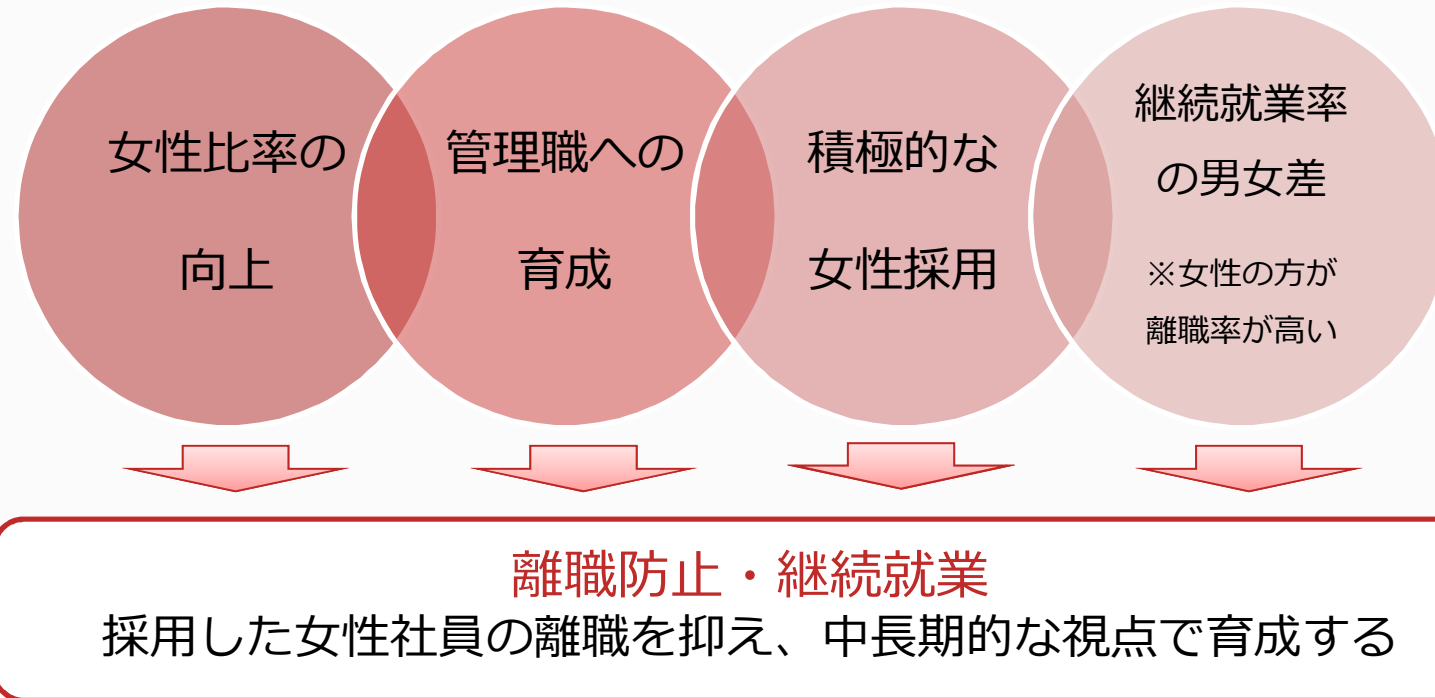 女性比率の
向上
管理職への
育成
積極的な
女性採用
継続就業率
の男女差
※女性の方が
離職率が高い
離職防止・継続就業
採用した女性社員の離職を抑え、中長期的な視点で育成する